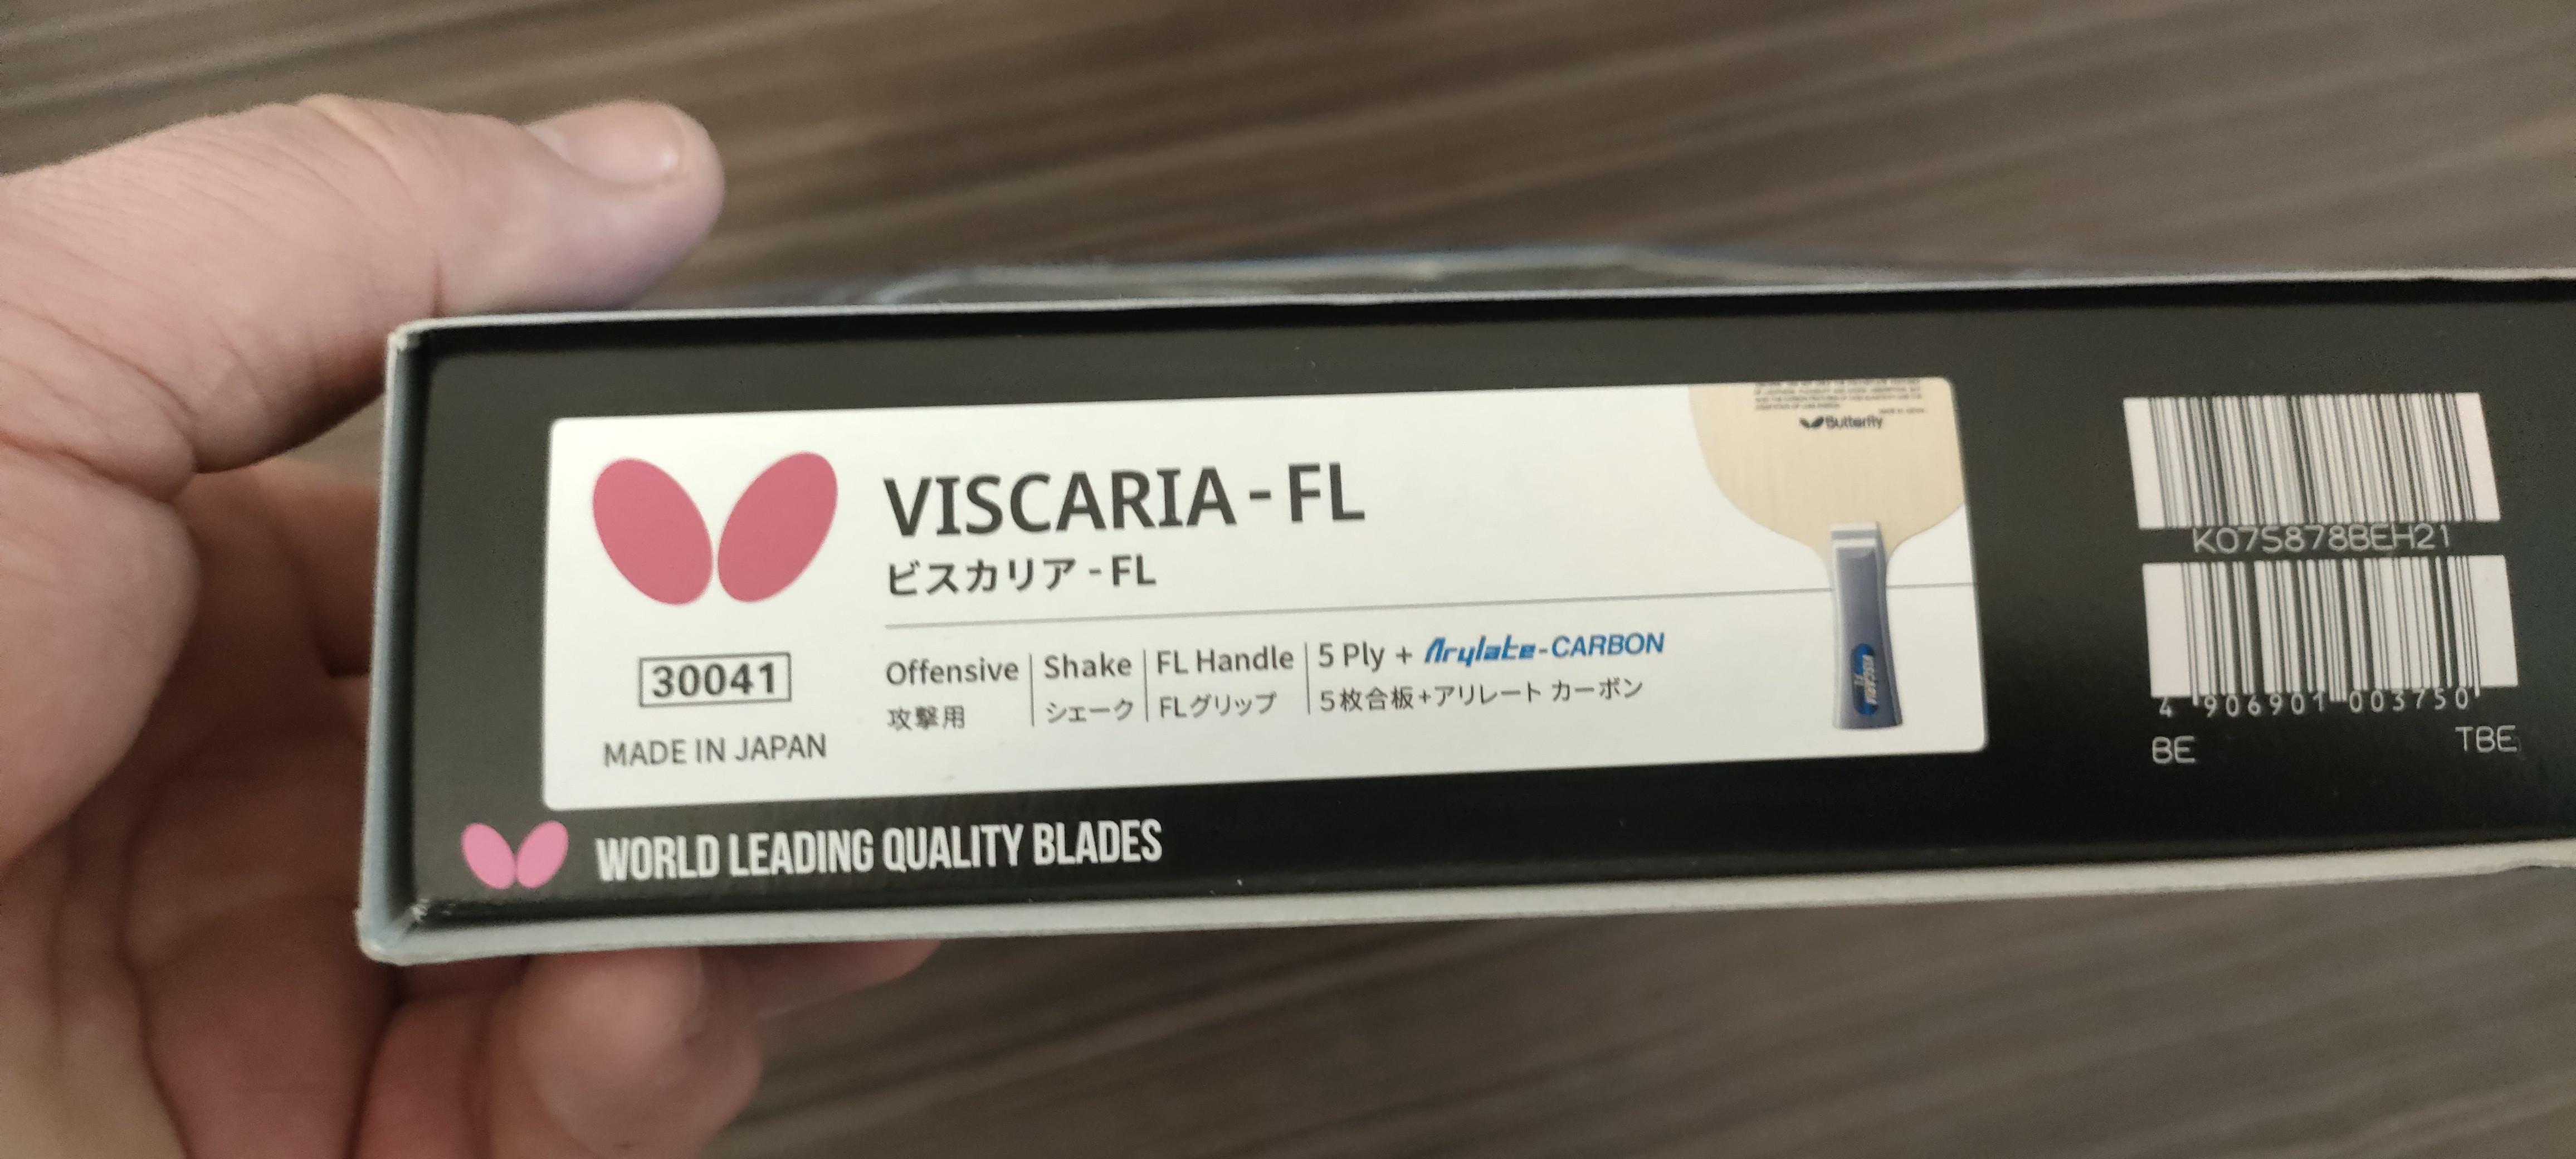 VISCARIA - FL
ビスカリア - FL
30041
MADE IN JAPAN
Offensive | Shake | FL Handle | 5 Ply + Arylate-CARBON
攻撃用 | シェーク | FLグリップ | 5枚合板+アリレート カーボン
Butterfly
VISCARIA
WORLD LEADING QUALITY BLADES
K07S878BEH21
4 906901 003750
BE
TBE